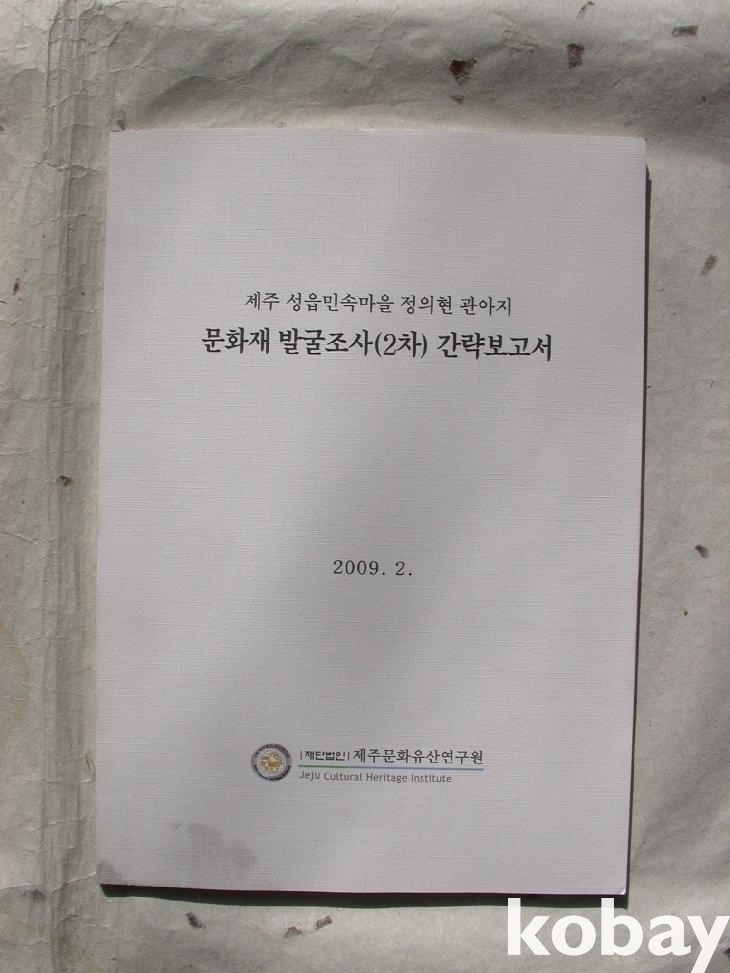 제주 성읍민속마을 정의현 관아지
문화재 발굴조사(2차) 간략보고서
2009. 2.
|재단법인| 제주문화유산연구원
Jeju Cultural Heritage Institute
kobay